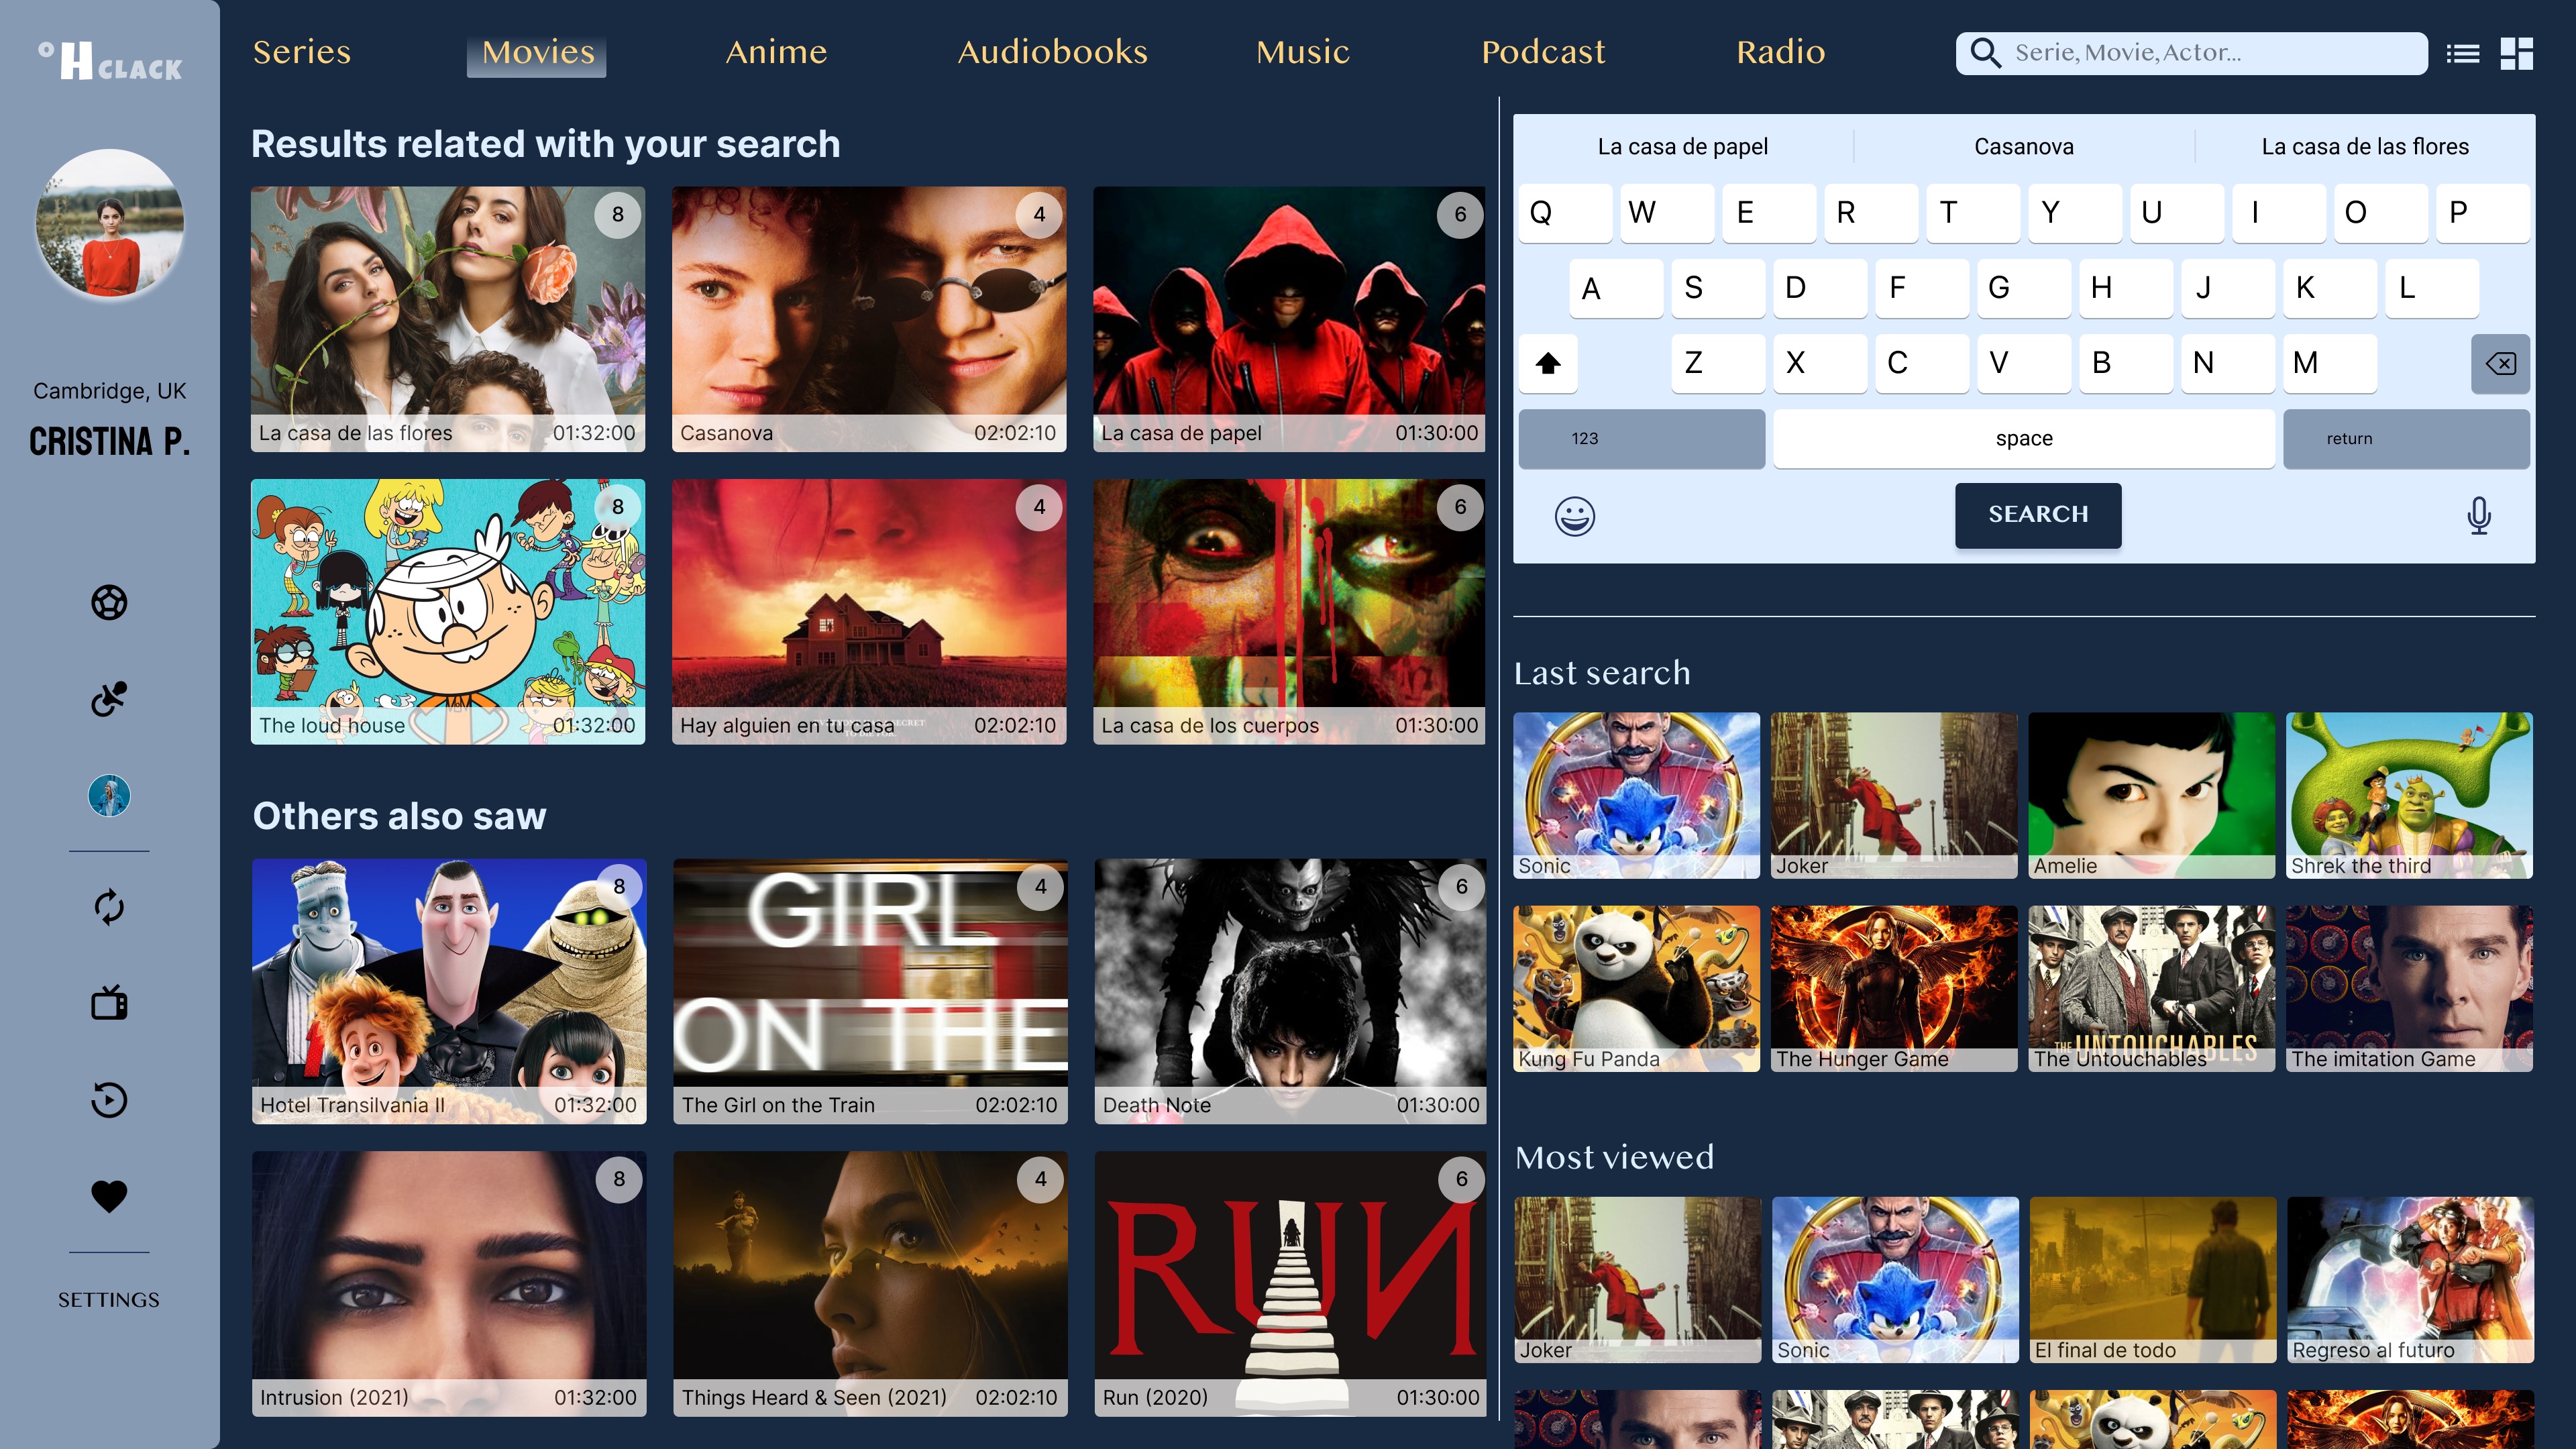 OH CLACK
Series
Movies
Anime
Audiobooks
Music
Podcast
Radio
Serie, Movie, Actor...
Cambridge, UK
CRISTINA P.
SETTINGS
Results related with your search
8
4
6
La casa de las flores 01:32:00
Casanova 02:02:10
La casa de papel 01:30:00
8
4
6
The loud house 01:32:00
Hay alguien en tu casa 02:02:10
La casa de los cuerpos 01:30:00
Others also saw
8
4
6
GIRL
ON THE
Hotel Transilvania II 01:32:00
The Girl on the Train 02:02:10
Death Note 01:30:00
8
4
6
RUN
Intrusion (2021) 01:32:00
Things Heard & Seen (2021) 02:02:10
Run (2020) 01:30:00
La casa de papel
Casanova
La casa de las flores
Q W E R T Y U I O P
A S D F G H J K L
Z X C V B N M
123 space return
SEARCH
Last search
Sonic
Joker
Amelie
Shrek the third
THE UNTOUCHABLES
Kung Fu Panda
The Hunger Game
The Untouchables
The imitation Game
Most viewed
Joker
Sonic
El final de todo
Regreso al futuro